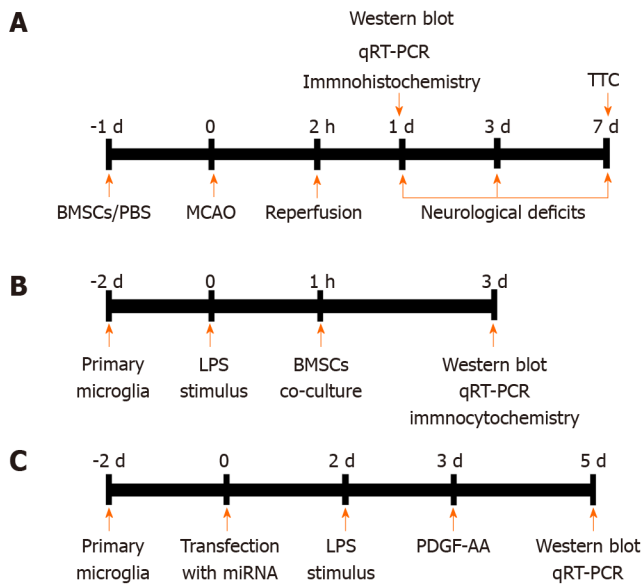 A
Western blot
qRT-PCR
Immnohistochemistry
TTC
-1 d 0 2 h 1 d 3 d 7 d
BMSCs/PBS MCAO Reperfusion Neurological deficits
B
-2 d 0 1 h 3 d
Primary LPS BMSCs Western blot
microglia stimulus co-culture qRT-PCR
immnocytochemistry
C
-2 d 0 2 d 3 d 5 d
Primary Transfection LPS PDGF-AA Western blot
microglia with miRNA stimulus qRT-PCR